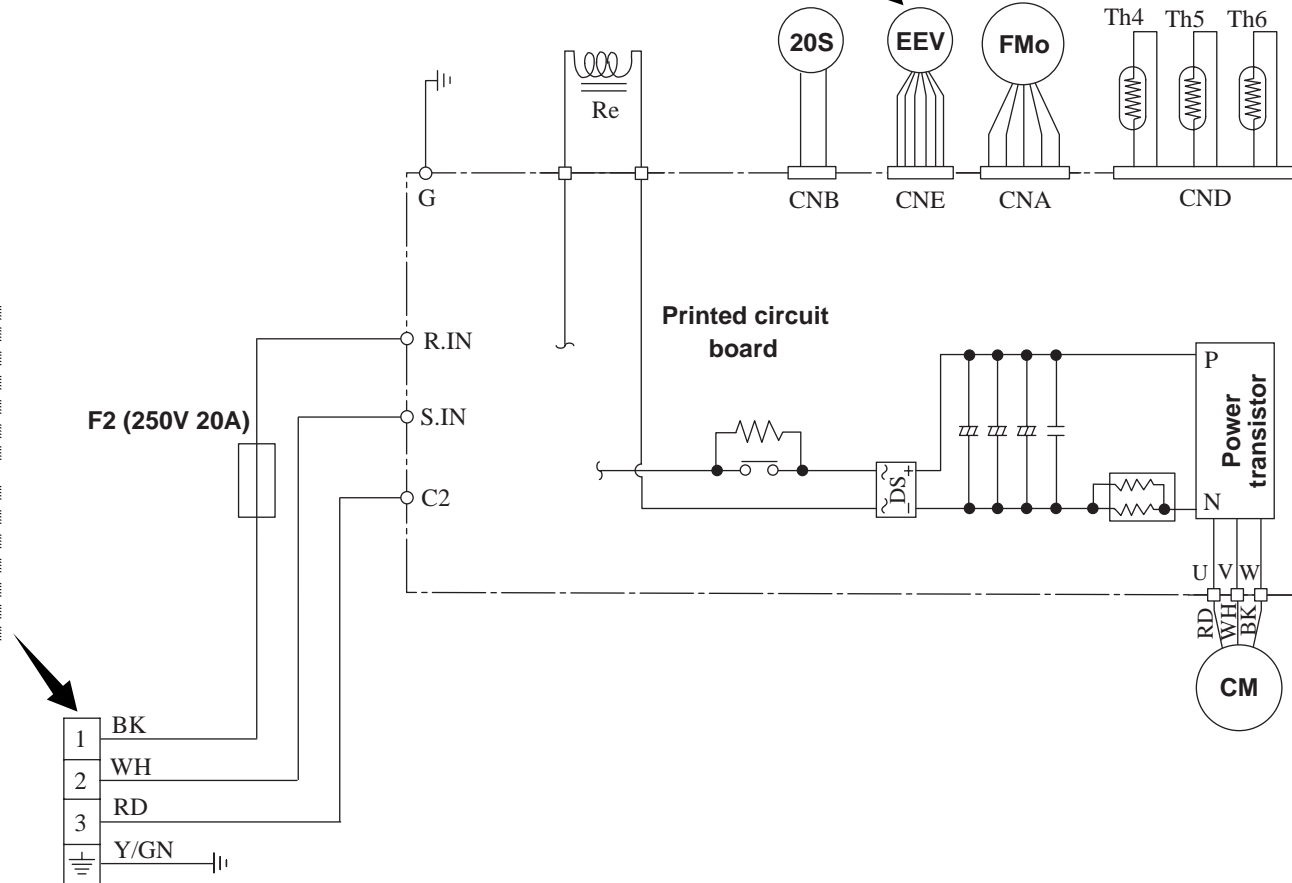 Th4 Th5 Th6
20S EEV FMo
Re
G CNB CNE CNA CND
Printed circuit
board
R.IN
P
F2 (250V 20A)
S.IN
Power
transistor
DS
+
~
~
−
C2
N
U V W
RD WH BK
CM
1 BK
2 WH
3 RD
Y/GN